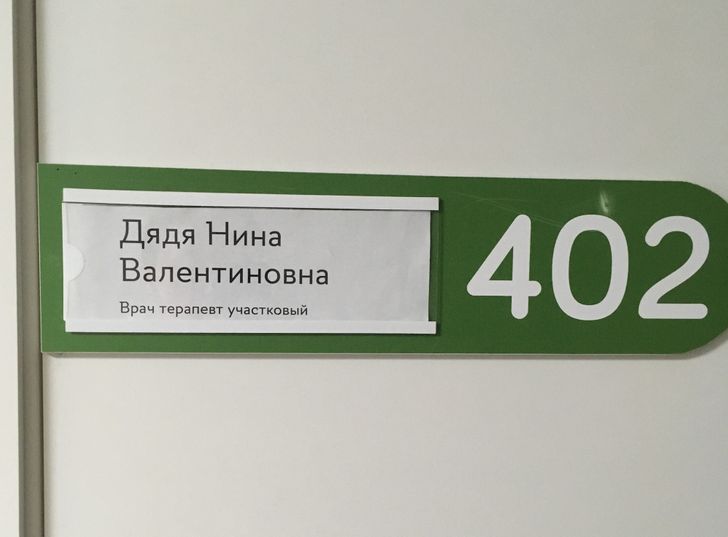 Дядя Нина
Валентиновна
Врач терапевт участковый
402